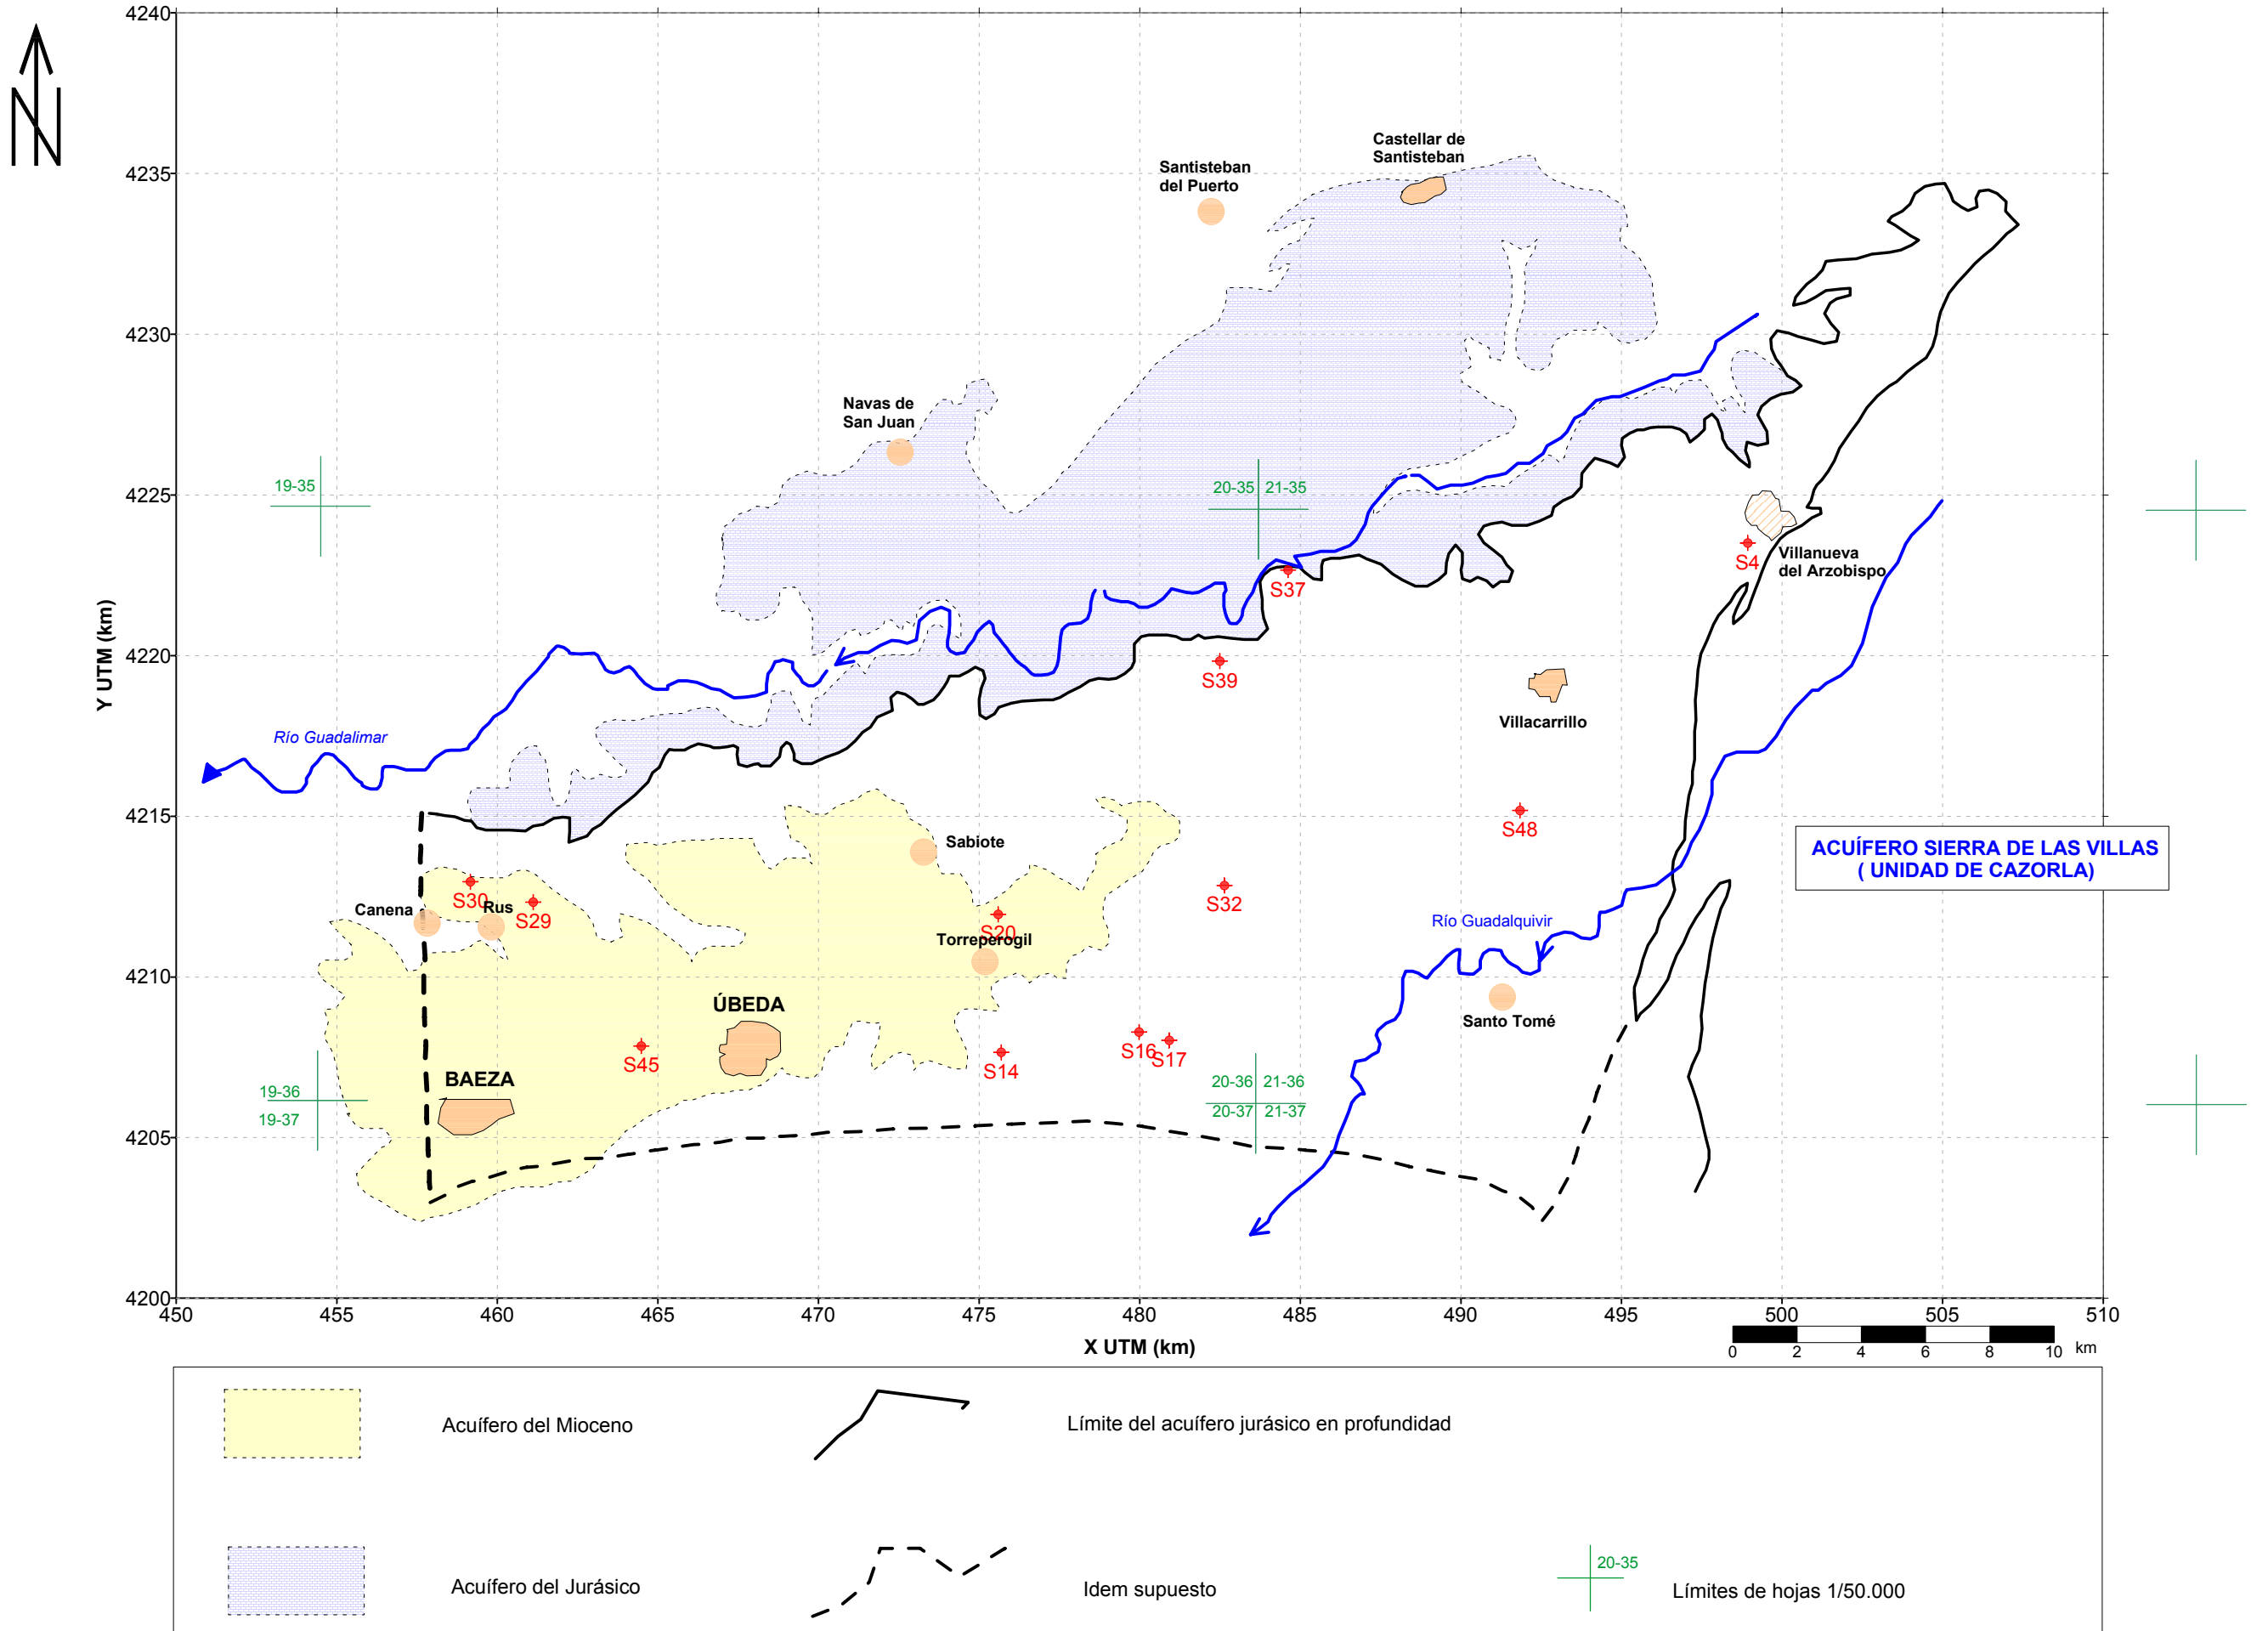 N
4240
4235
4230
4225
4220
4215
4210
4205
4200
Y UTM (km)
450
455
460
465
470
475
480
485
490
495
500
505
510
X UTM (km)
Castellar de
Santisteban
Santisteban
del Puerto
Navas de
San Juan
19-35
20-35
21-35
S4
Villanueva
del Arzobispo
S37
S39
Villacarrillo
Río Guadalimar
S48
ACUÍFERO SIERRA DE LAS VILLAS
( UNIDAD DE CAZORLA)
Sabiote
S30
Rus
S29
Canena
S20
Torreperogil
S32
Río Guadalquivir
ÚBEDA
S45
S14
S16
S17
Santo Tomé
BAEZA
19-36
19-37
20-36
21-36
20-37
21-37
0
2
4
6
8
10
km
Acuífero del Mioceno
Límite del acuífero jurásico en profundidad
Acuífero del Jurásico
Idem supuesto
20-35
Límites de hojas 1/50.000